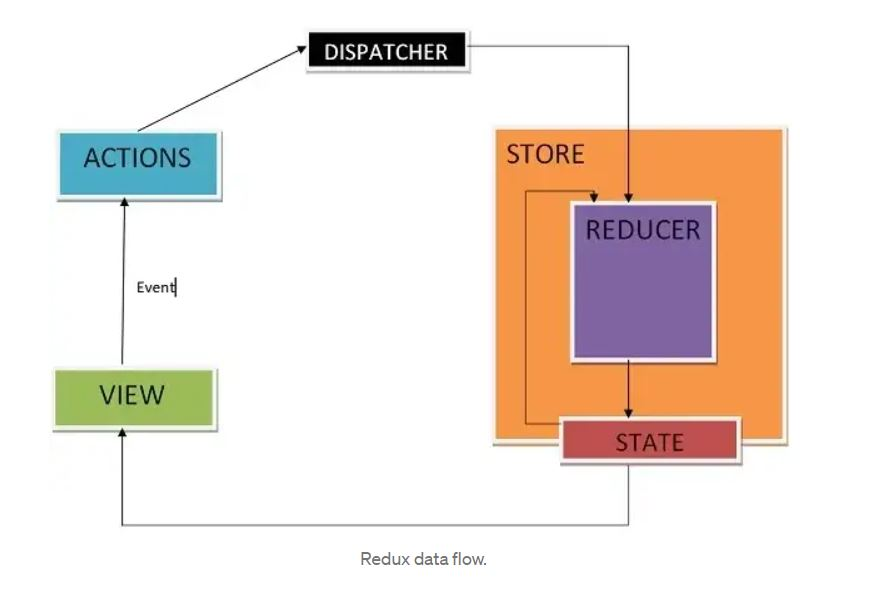 DISPATCHER
ACTIONS
STORE
REDUCER
Event
VIEW
STATE
Redux data flow.